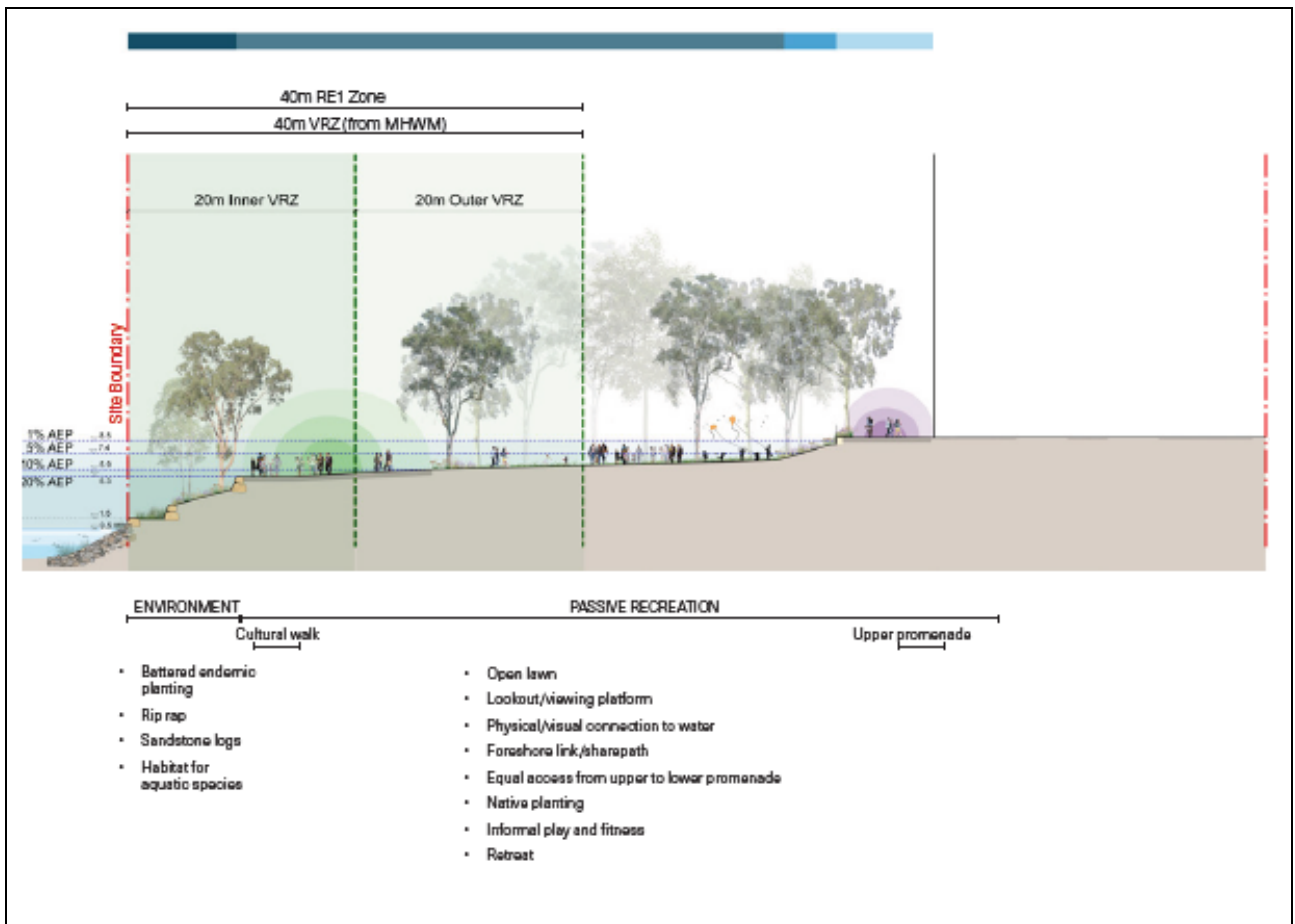 40m RE1 Zone
40m VRZ (from MHWM)
20m Inner VRZ
20m Outer VRZ
Site Boundary
1% AEP
5% AEP
10% AEP
20% AEP
ENVIRONMENT
PASSIVE RECREATION
Cultural walk
Upper promenade
• Battered endemic
planting
• Rip rap
• Sandstone logs
• Habitat for
aquatic species
• Open lawn
• Lookout/viewing platform
• Physical/visual connection to water
• Foreshore link/sharepath
• Equal access from upper to lower promenade
• Native planting
• Informal play and fitness
• Retreat